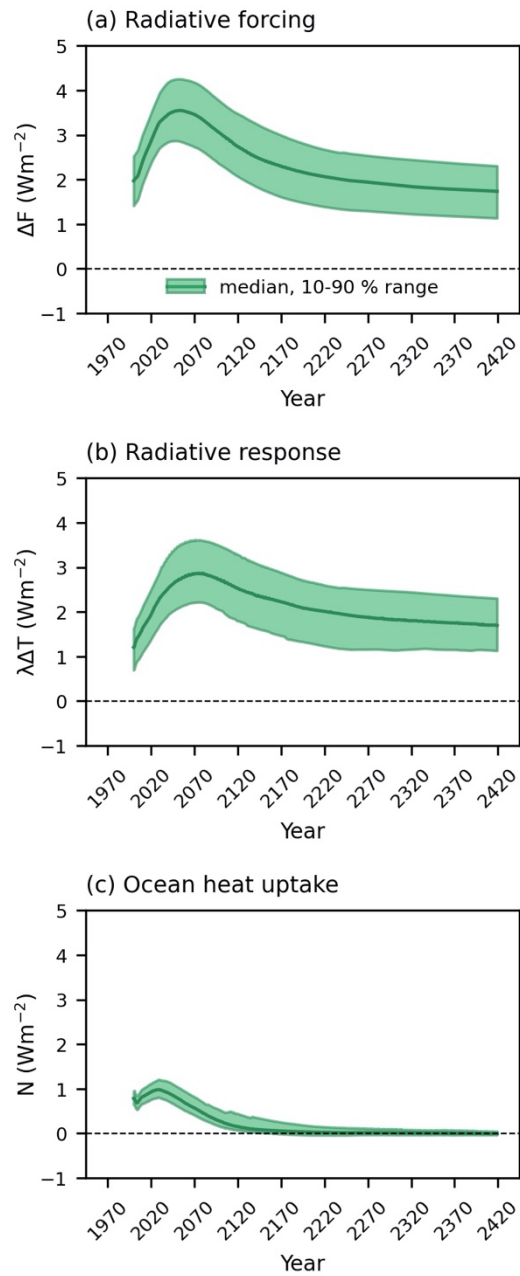 (a) Radiative forcing
5
4
3
2
1
0
−1
ΔF (Wm⁻²)
median, 10-90 % range
1970 2020 2070 2120 2170 2220 2270 2320 2370 2420
Year
(b) Radiative response
5
4
3
2
1
0
−1
λΔT (Wm⁻²)
1970 2020 2070 2120 2170 2220 2270 2320 2370 2420
Year
(c) Ocean heat uptake
5
4
3
2
1
0
−1
N (Wm⁻²)
1970 2020 2070 2120 2170 2220 2270 2320 2370 2420
Year